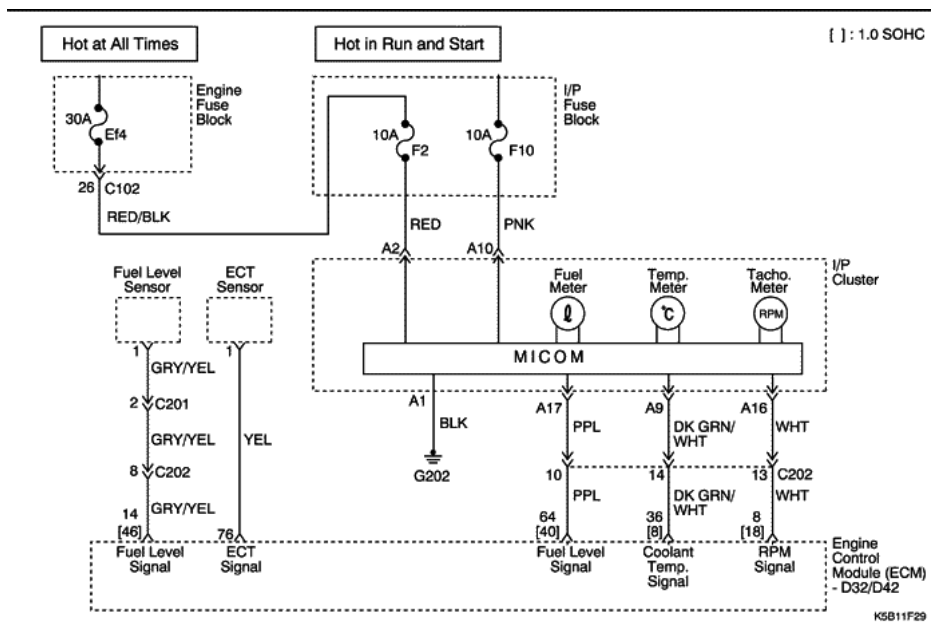 Hot at All Times
Hot in Run and Start
[ ] : 1.0 SOHC
Engine
Fuse
Block
30A
Ef4
26
C102
RED/BLK
I/P
Fuse
Block
10A
F2
10A
F10
RED
PNK
A2
A10
I/P
Cluster
Fuel
Meter
Temp.
Meter
Tacho.
Meter
ℓ
℃
RPM
MICOM
Fuel Level
Sensor
ECT
Sensor
1
1
GRY/YEL
2
C201
GRY/YEL
YEL
8
C202
14
GRY/YEL
[46]
76
A1
BLK
G202
A17
A9
A16
PPL
DK GRN/
WHT
WHT
10
14
13
C202
PPL
DK GRN/
WHT
WHT
64
[40]
36
[8]
8
[18]
Fuel Level
Signal
ECT
Signal
Fuel Level
Signal
Coolant
Temp.
Signal
RPM
Signal
Engine
Control
Module (ECM)
- D32/D42
K5B11F29